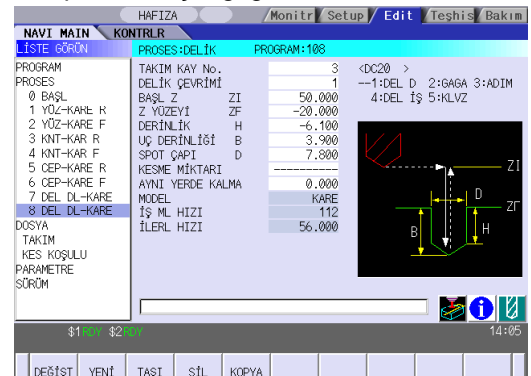 HAFIZA Monitr Setup Edit Teşhis Bakım
NAVI MAIN KONTRLR
LİSTE GÖRÜN PROSES:DELİK PROGRAM:108
PROGRAM
PROSES
0 BAŞL
1 YÜZ-KARE R
2 YÜZ-KARE F
3 KNT-KAR R
4 KNT-KAR F
5 CEP-KARE R
6 CEP-KARE F
7 DEL DL-KARE
8 DEL DL-KARE
DOSYA
TAKIM
KES KOŞULU
PARAMETRE
SÜRÜM
TAKIM KAY No. 3
DELİK ÇEVRİMİ 1
BAŞL Z ZI 50.000
Z YÜZEYİ ZF -20.000
DERİNLİK H -6.100
UÇ DERİNLİĞİ B 3.900
SPOT ÇAPI D 7.800
KESME MİKTARI ----------
AYNI YERDE KALMA 0.000
MODEL KARE
İŞ ML HIZI 112
İLERL HIZI 56.000
<DC20 >
--1:DEL D 2:GAGA 3:ADIM
4:DEL İŞ 5:KLVZ
ZI
D
ZF
B H
$1 RDY $2 RDY 14:05
DEĞİŞT YENİ TAŞI SİL KOPYA